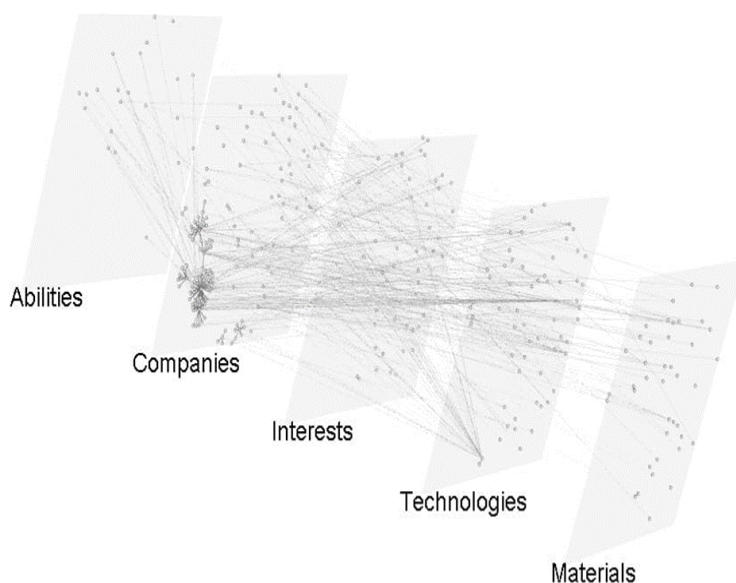 Abilities
Companies
Interests
Technologies
Materials